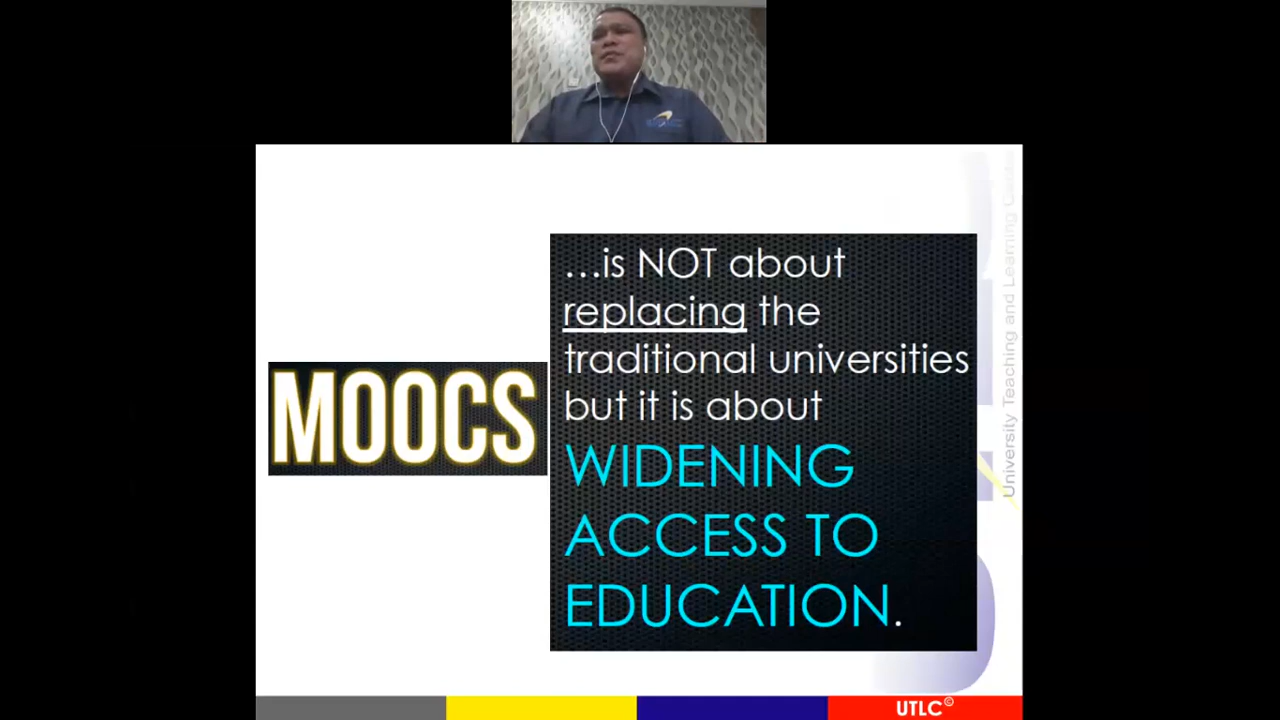 MOOCS
…is NOT about
replacing the
traditional universities
but it is about
WIDENING
ACCESS TO
EDUCATION.
University Teaching and Learning
UTLC©